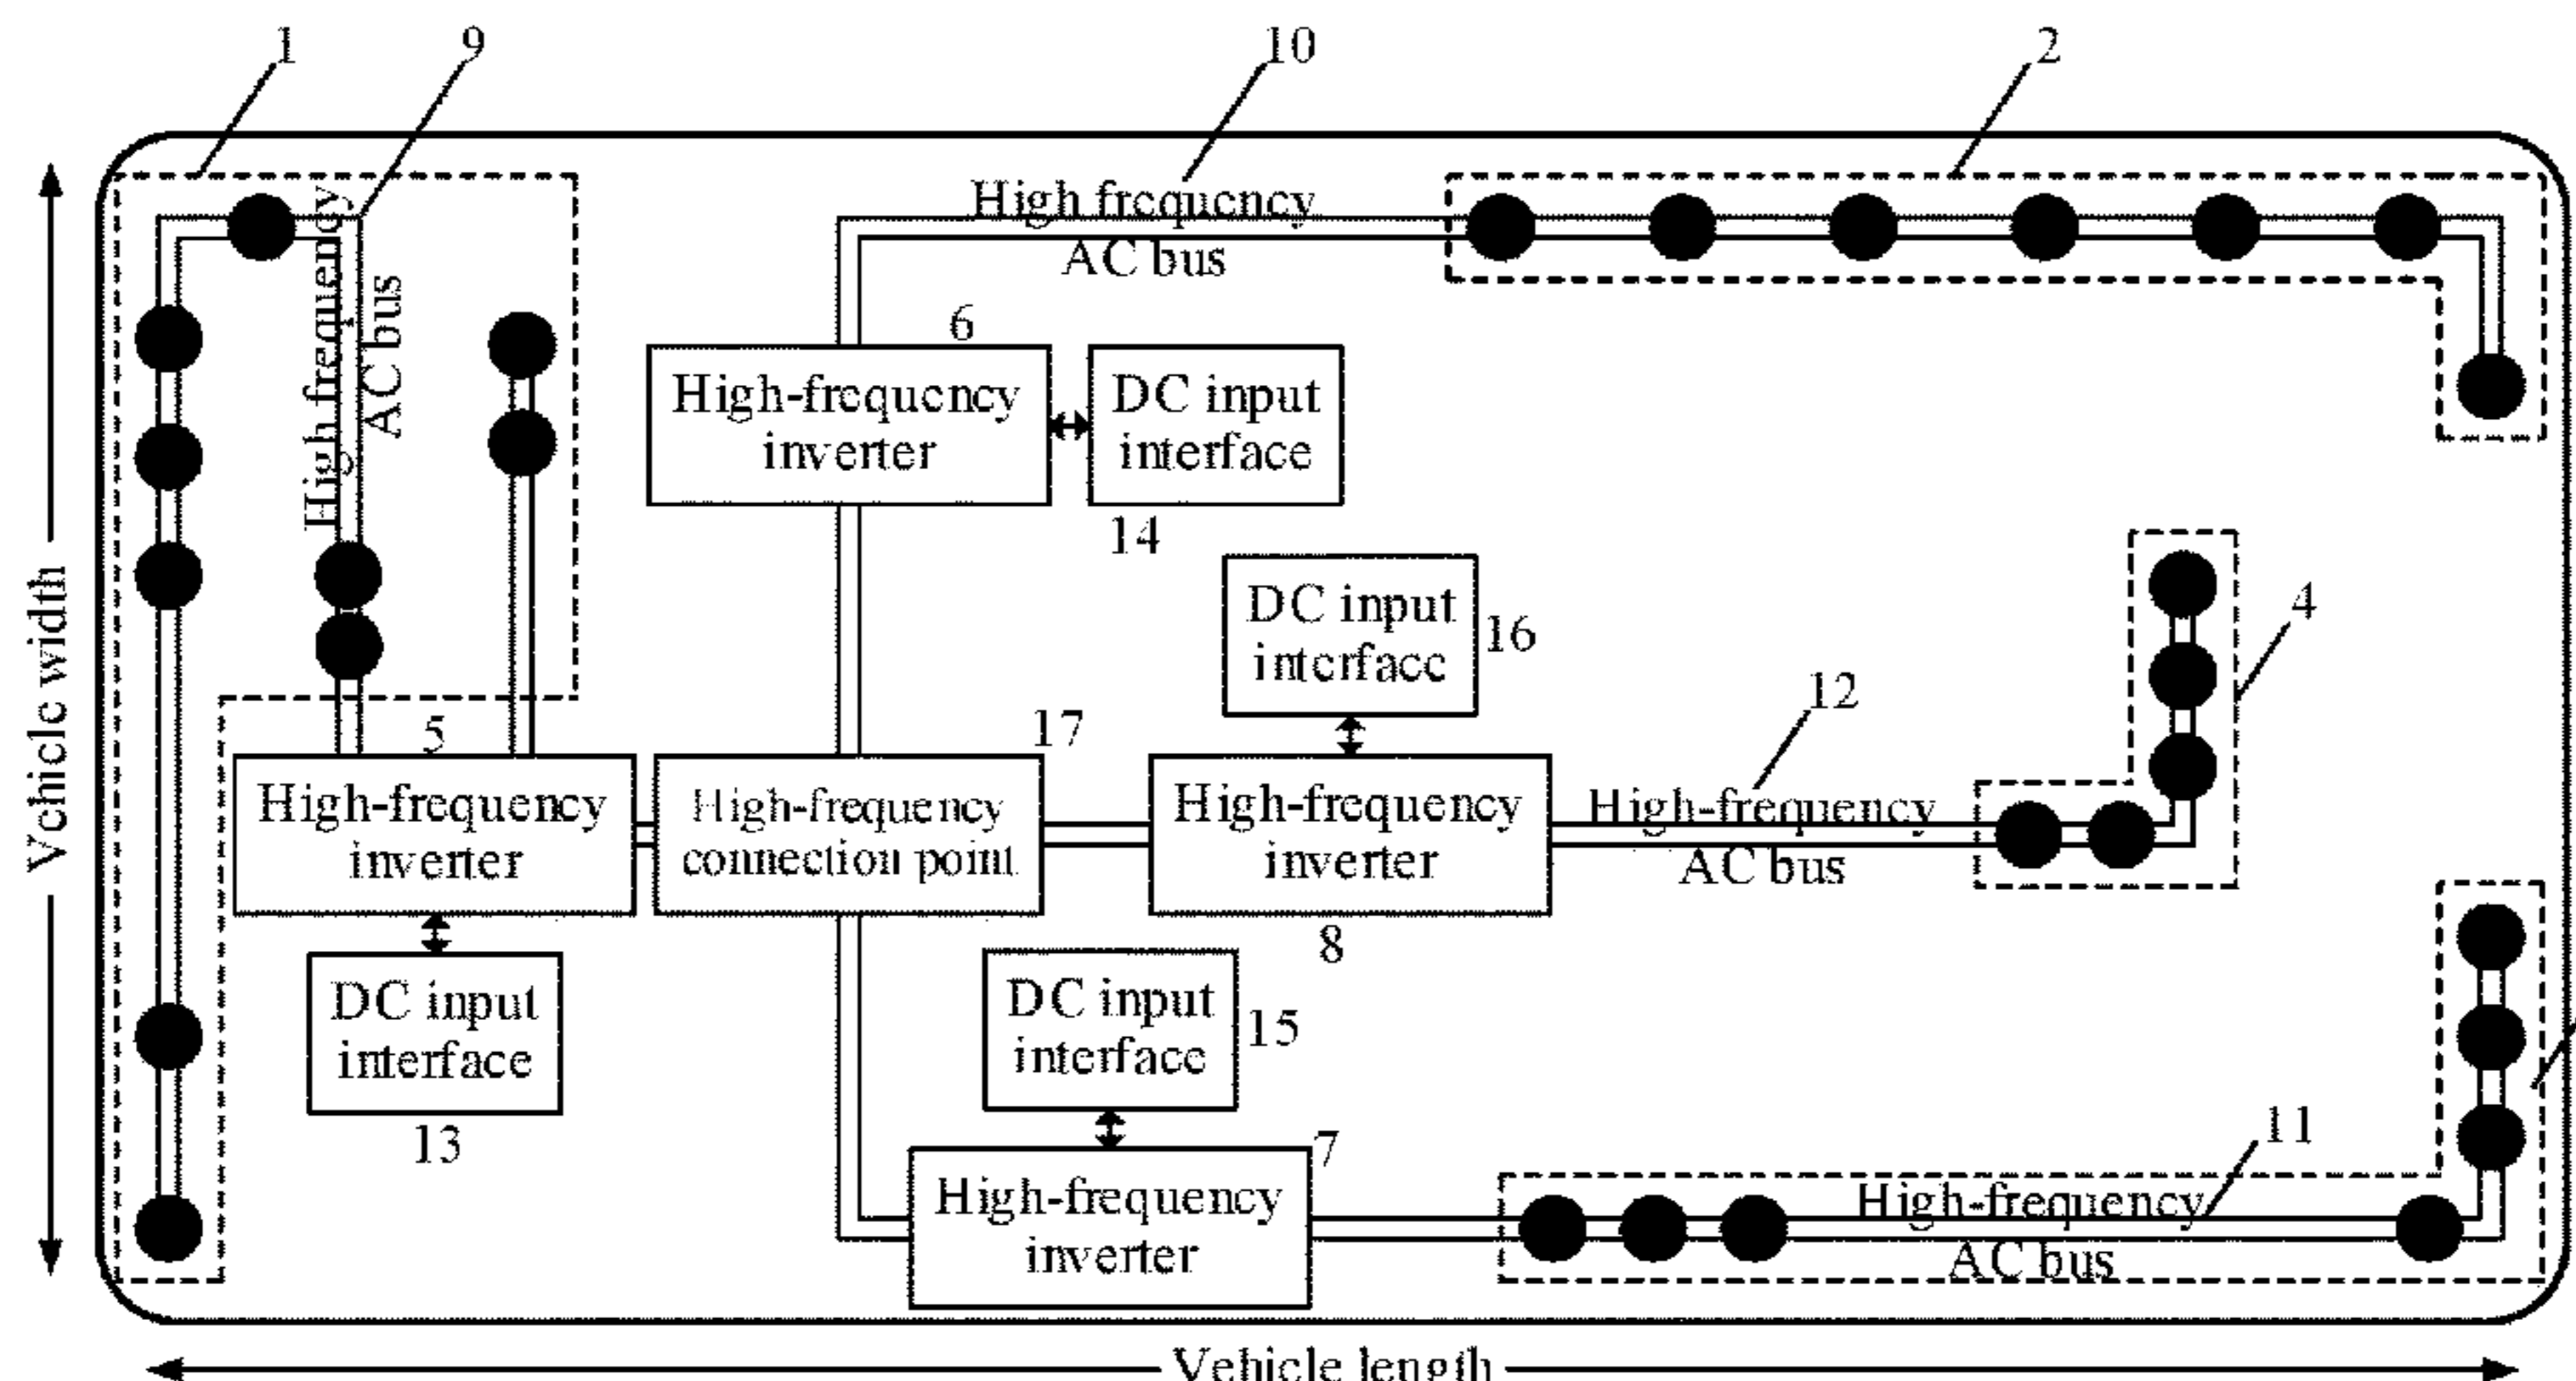 1
9
10
2
High frequency
AC bus
High frequency
AC bus
6
High-frequency
inverter
DC input
interface
14
DC input
interface
16
4
12
Vehicle width
5
17
High-frequency
inverter
High-frequency
connection point
High-frequency
inverter
High-frequency
AC bus
8
DC input
interface
13
DC input
interface
15
7
11
High-frequency
inverter
High-frequency
AC bus
Vehicle length